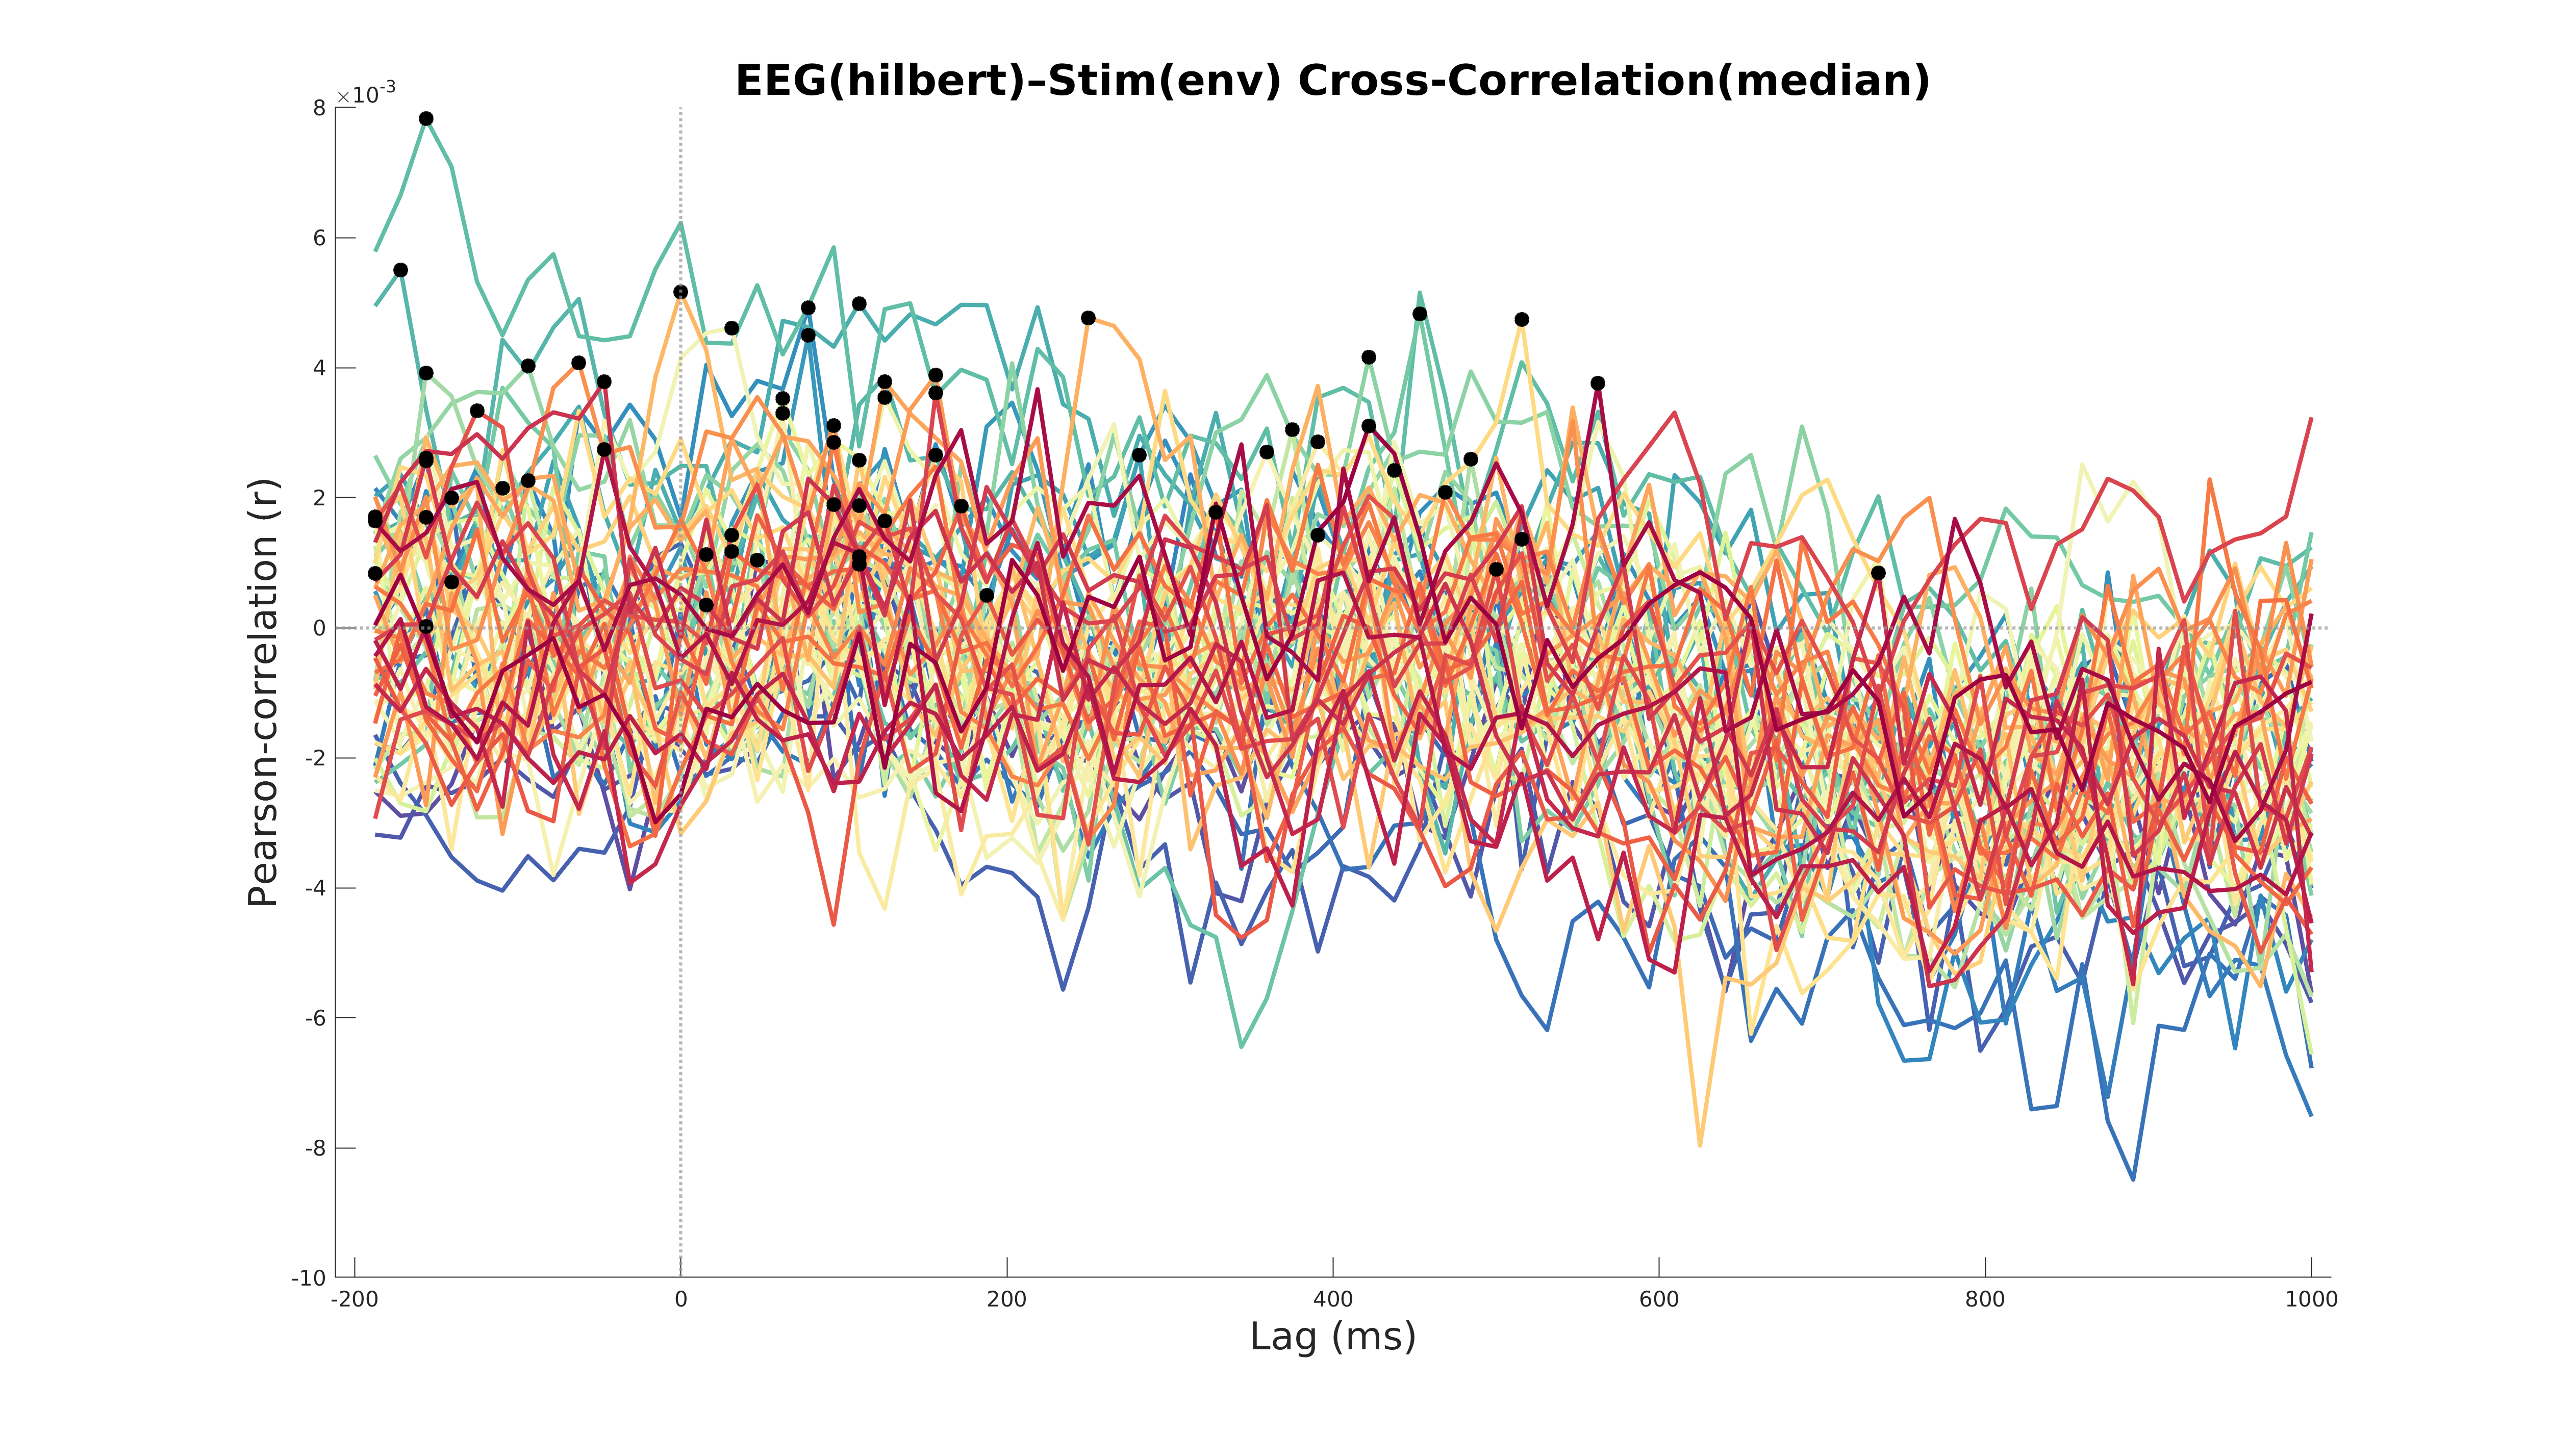 EEG(hilbert)–Stim(env) Cross-Correlation(median)
×10-3
8
6
4
2
0
-2
-4
-6
-8
-10
Pearson-correlation (r)
-200 0 200 400 600 800 1000
Lag (ms)